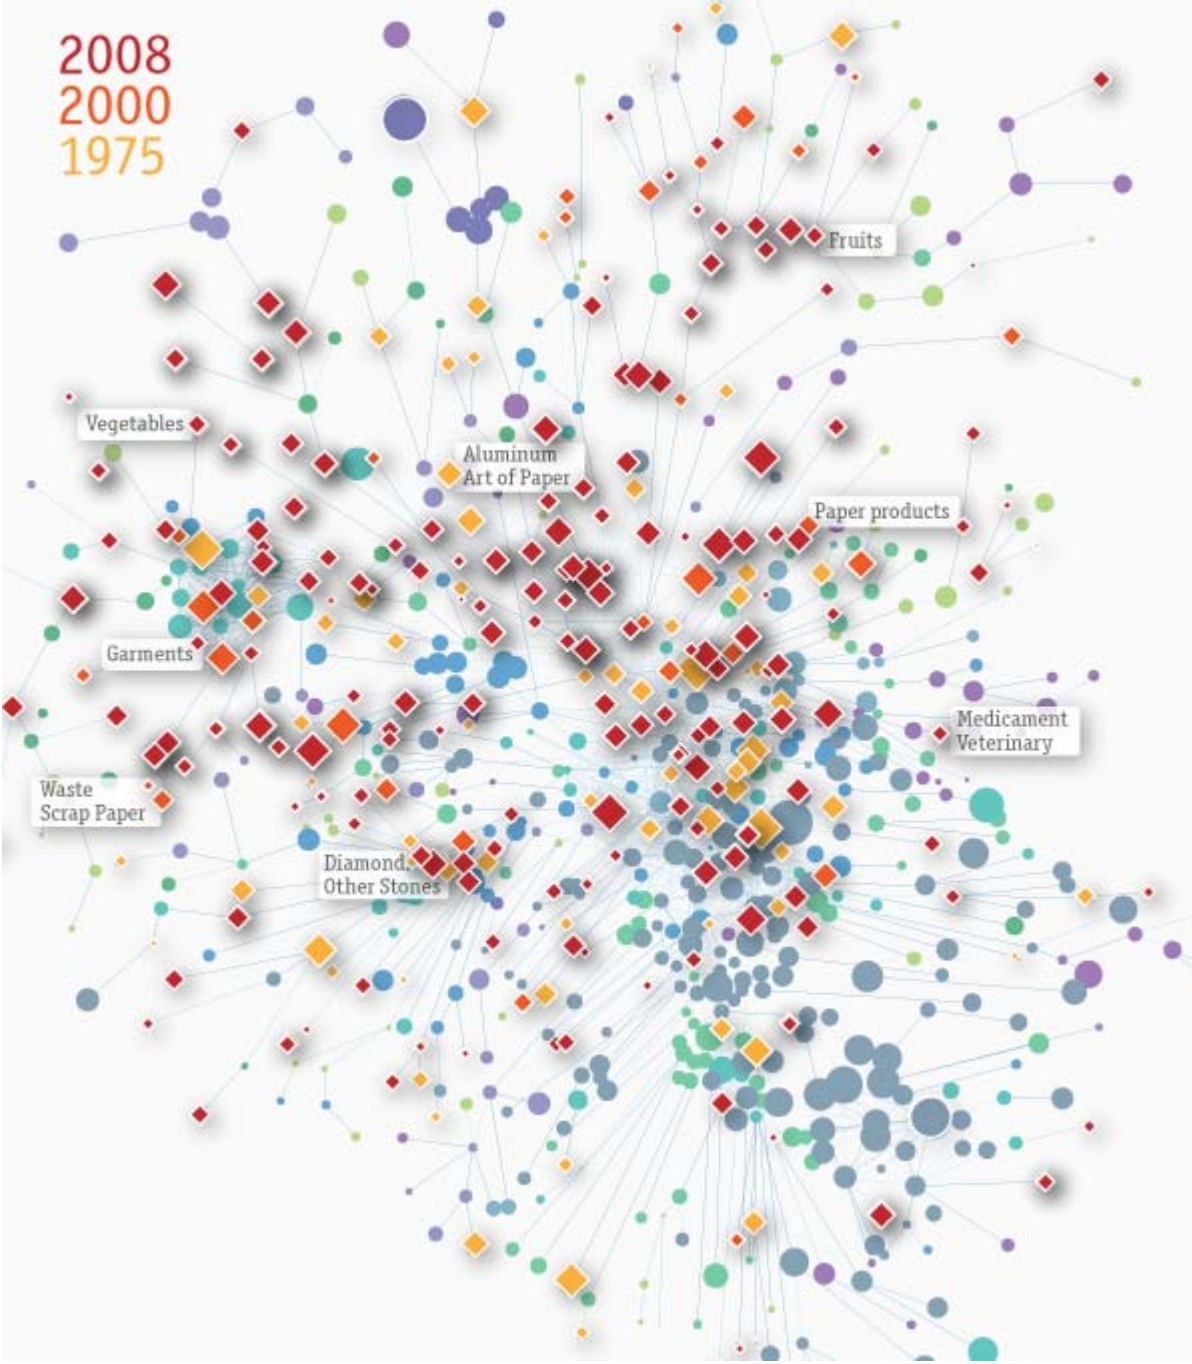 2008
2000
1975
Fruits
Vegetables
Aluminum
Art of Paper
Paper products
Garments
Medicament
Veterinary
Waste
Scrap Paper
Diamond,
Other Stones